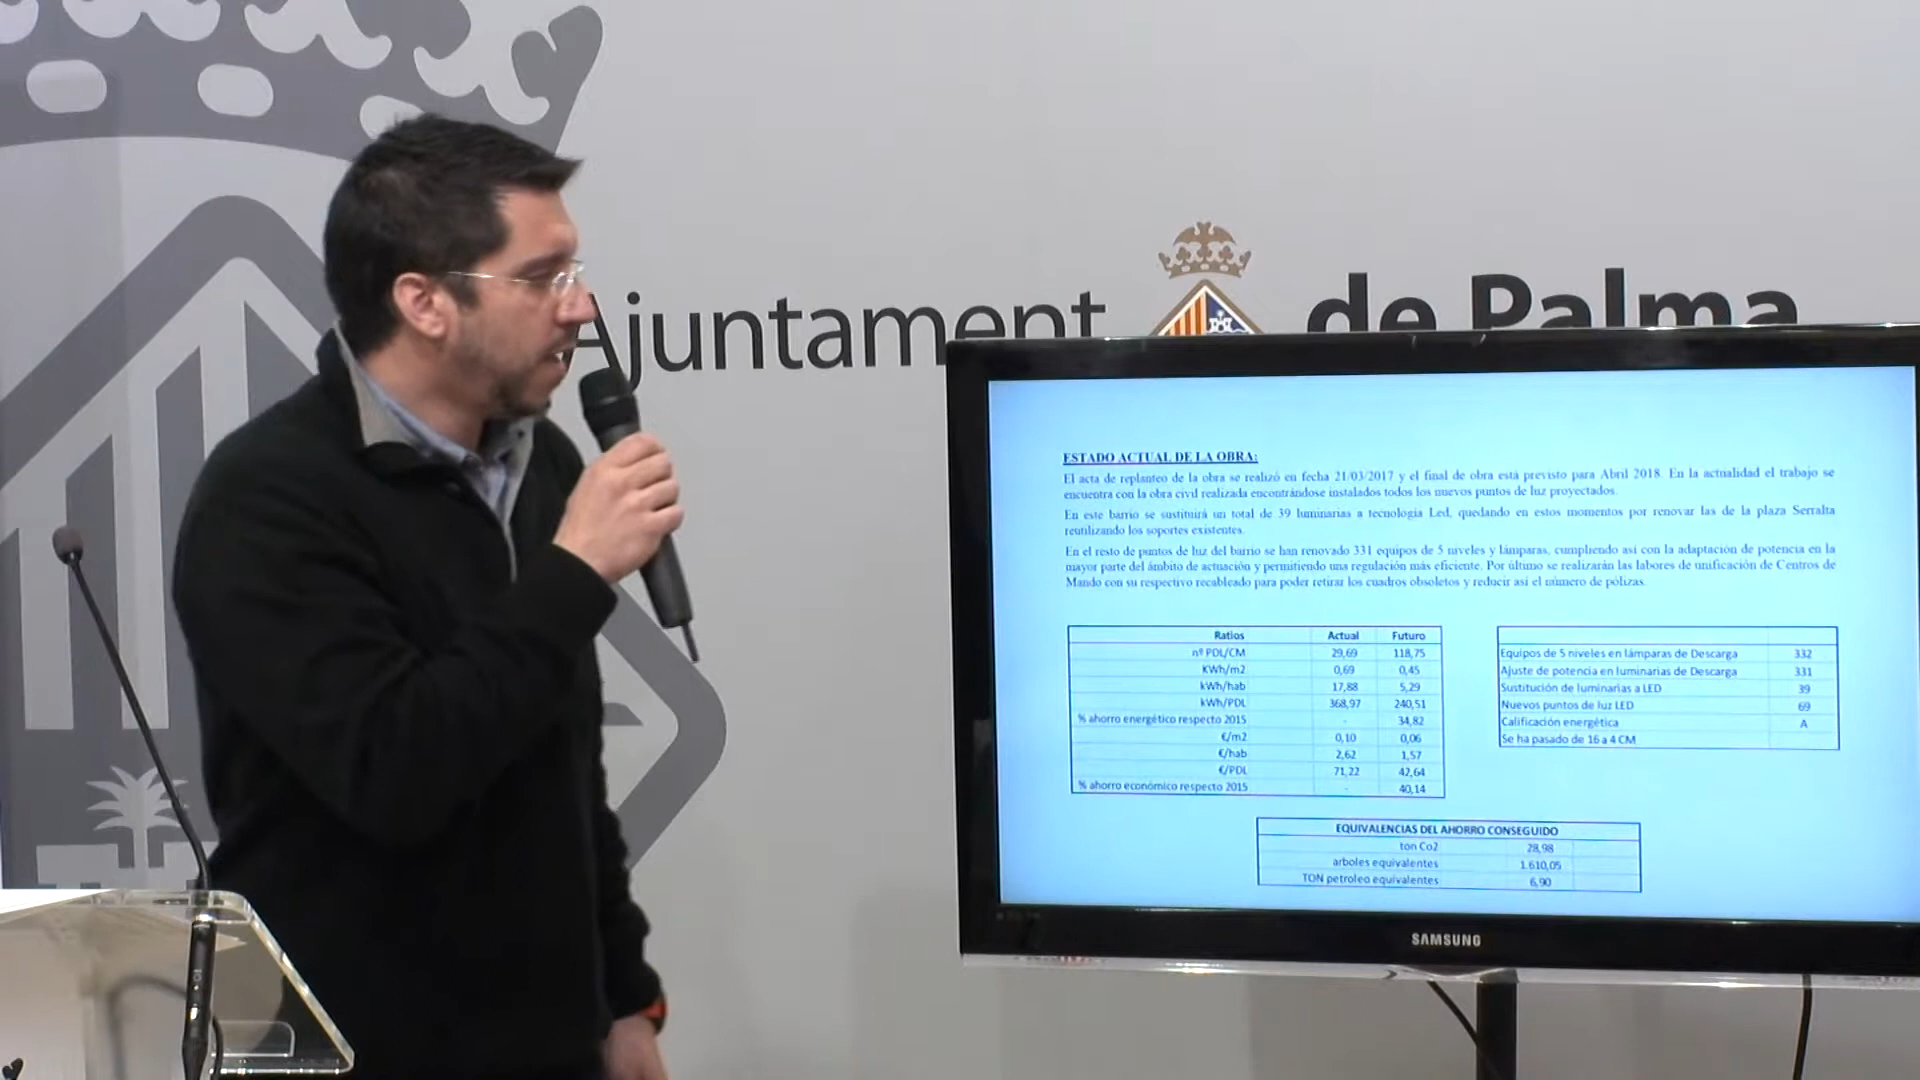 Ajuntament de Palma
ESTADO ACTUAL DE LA OBRA:
El acta de replanteo de la obra se realizó en fecha 21/03/2017 y el final de obra está previsto para Abril 2018. En la actualidad el trabajo se
encuentra con la obra civil realizada encontrándose instalados todos los nuevos puntos de luz proyectados.
En este barrio se sustituirá un total de 39 luminarias a tecnología Led, quedando en estos momentos por renovar las de la plaza Serralta
reutilizando los soportes existentes.
En el resto de puntos de luz del barrio se han renovado 331 equipos de 5 niveles y lámparas, cumpliendo así con la adaptación de potencia en la
mayor parte del ámbito de actuación y permitiendo una regulación más eficiente. Por último se realizarán las labores de unificación de Centros de
Mando con su respectivo recableado para poder retirar los cuadros obsoletos y reducir así el número de pólizas.
Ratios Actual Futuro
nº PDL/CM 29,69 118,75
KWh/m2 0,69 0,45
kWh/hab 17,88 5,29
kWh/PDL 368,97 240,51
% ahorro energético respecto 2015 - 34,82
€/m2 0,10 0,06
€/hab 2,62 1,57
€/PDL 71,22 42,64
% ahorro económico respecto 2015 - 40,14
Equipos de 5 niveles en lámparas de Descarga 332
Ajuste de potencia en luminarias de Descarga 331
Sustitución de luminarias a LED 39
Nuevos puntos de luz LED 69
Calificación energética A
Se ha pasado de 16 a 4 CM
EQUIVALENCIAS DEL AHORRO CONSEGUIDO
ton Co2 28,98
arboles equivalentes 1.610,05
TON petroleo equivalentes 6,90
SAMSUNG